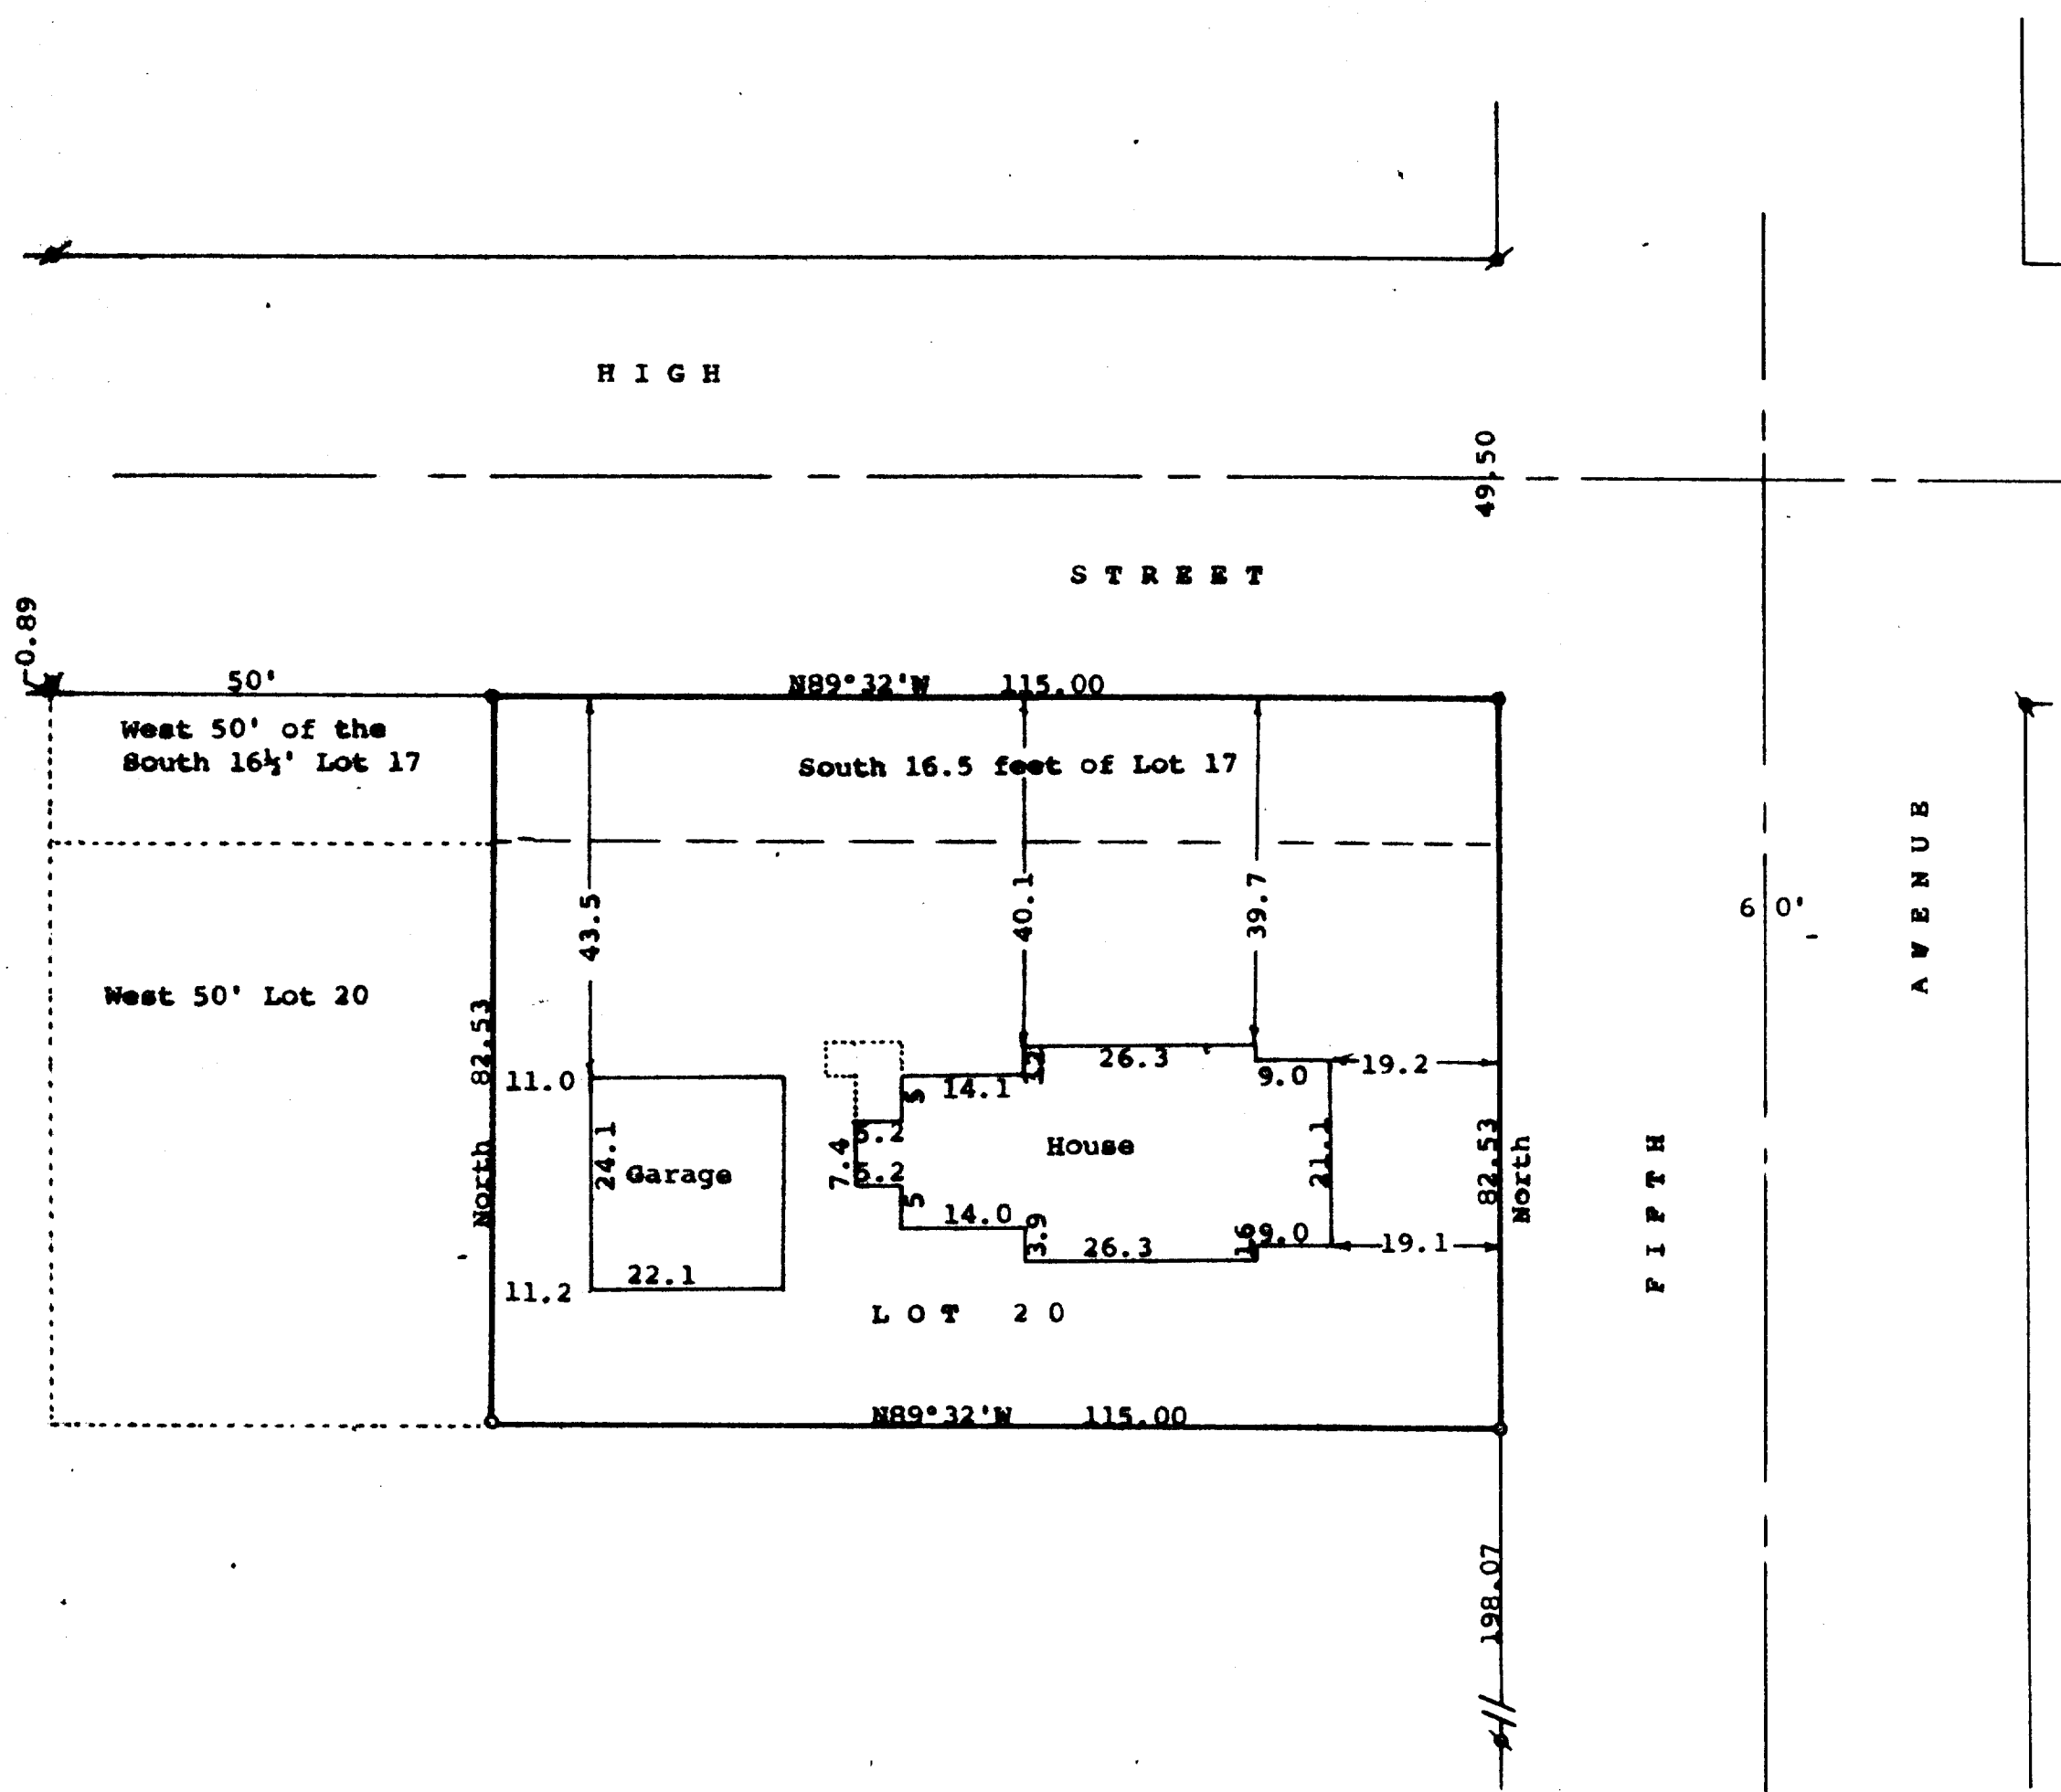 H I G H
49.50
S T R E E T
0.89
50'
N89°32'W 115.00
West 50' of the
South 16½' Lot 17
South 16.5 feet of Lot 17
A V E N U E
60'
43.5
40.1
39.7
West 50' Lot 20
North 82.53
11.0
26.3
19.2
9.0
14.1
5
5.2
House
24.1
Garage
7.4
5.2
21.1
82.53
North
F I F T H
5
14.0
3.9
26.3
1.6
9.0
19.1
22.1
11.2
L O T 2 0
N89°32'W 115.00
198.07